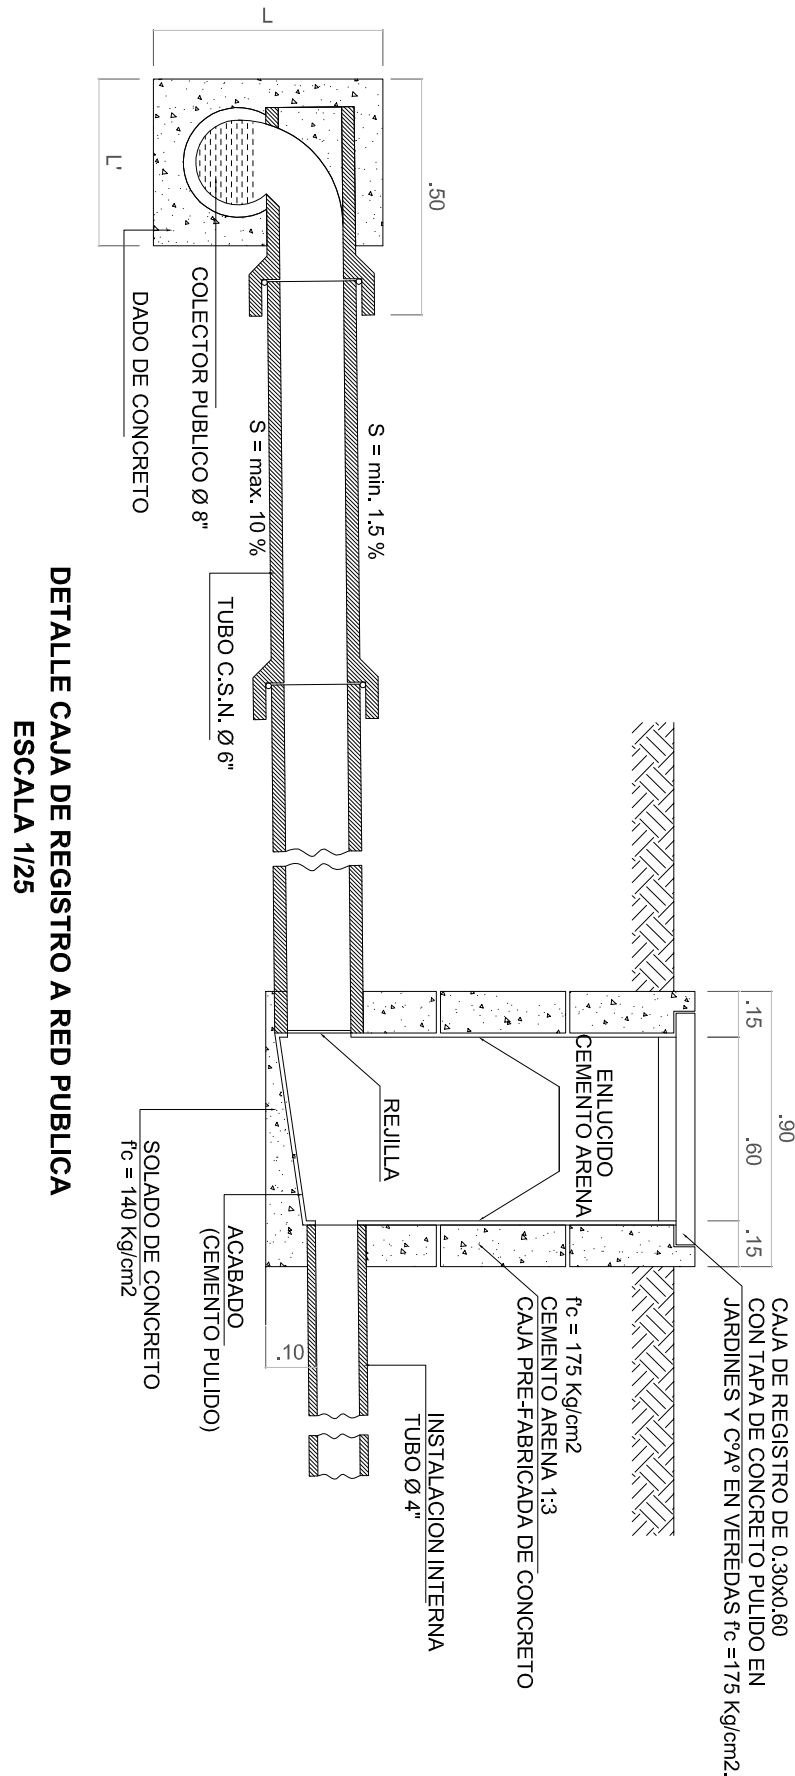 CAJA DE REGISTRO DE 0.30x0.60
CON TAPA DE CONCRETO PULIDO EN
JARDINES Y CºAº EN VEREDAS f'c =175 Kg/cm2.
.90
.15
.60
.15
ENLUCIDO
CEMENTO ARENA
f'c = 175 Kg/cm2
CEMENTO ARENA 1:3
CAJA PRE-FABRICADA DE CONCRETO
.50
L
S = min. 1.5 %
REJILLA
INSTALACION INTERNA
TUBO Ø 4"
S = max. 10 %
.10
L'
COLECTOR PUBLICO Ø 8"
TUBO C.S.N. Ø 6"
ACABADO
(CEMENTO PULIDO)
DADO DE CONCRETO
SOLADO DE CONCRETO
f'c = 140 Kg/cm2
DETALLE CAJA DE REGISTRO A RED PUBLICA
ESCALA 1/25